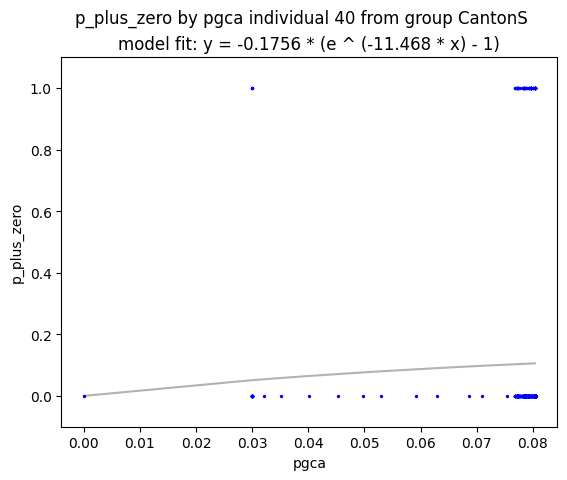 p_plus_zero by pgca individual 40 from group CantonS
model fit: y = -0.1756 * (e ^ (-11.468 * x) - 1)
1.0
0.8
0.6
0.4
0.2
0.0
p_plus_zero
0.00 0.01 0.02 0.03 0.04 0.05 0.06 0.07 0.08
pgca